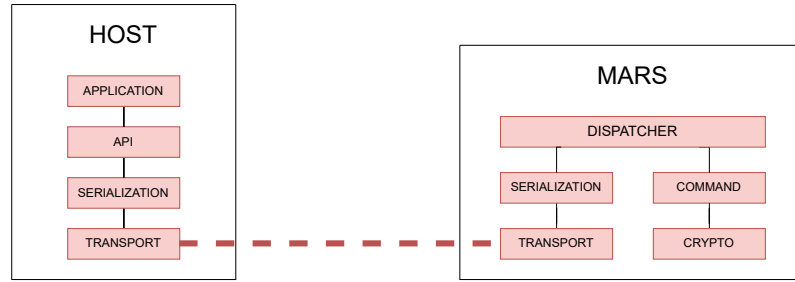 HOST
APPLICATION
API
SERIALIZATION
TRANSPORT
MARS
DISPATCHER
SERIALIZATION
COMMAND
TRANSPORT
CRYPTO